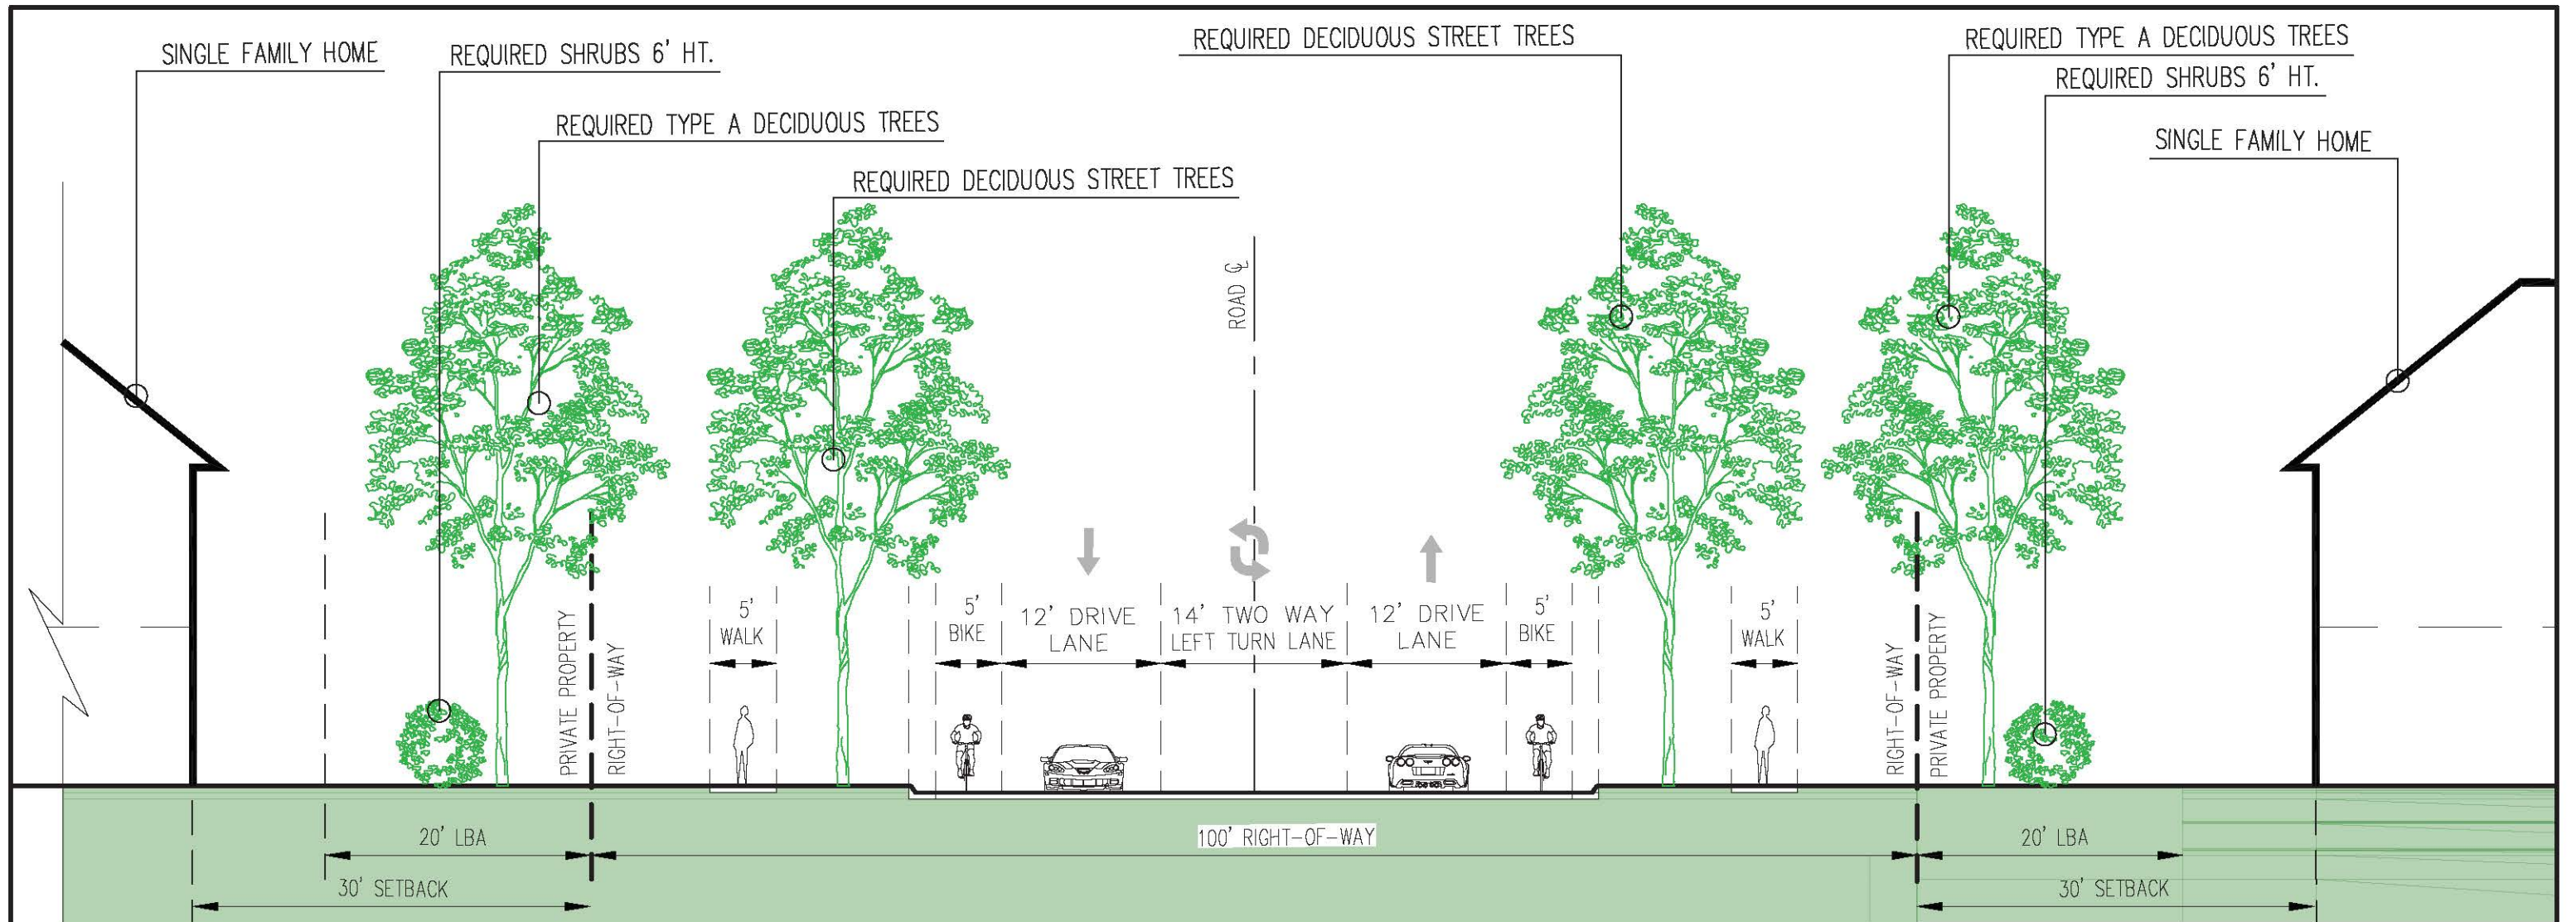 SINGLE FAMILY HOME
REQUIRED SHRUBS 6' HT.
REQUIRED DECIDUOUS STREET TREES
REQUIRED TYPE A DECIDUOUS TREES
REQUIRED SHRUBS 6' HT.
REQUIRED TYPE A DECIDUOUS TREES
SINGLE FAMILY HOME
REQUIRED DECIDUOUS STREET TREES
ROAD ℄
5'
WALK
5'
BIKE
12' DRIVE
LANE
14' TWO WAY
LEFT TURN LANE
12' DRIVE
LANE
5'
BIKE
5'
WALK
PRIVATE PROPERTY
RIGHT-OF-WAY
RIGHT-OF-WAY
PRIVATE PROPERTY
20' LBA
100' RIGHT-OF-WAY
20' LBA
30' SETBACK
30' SETBACK